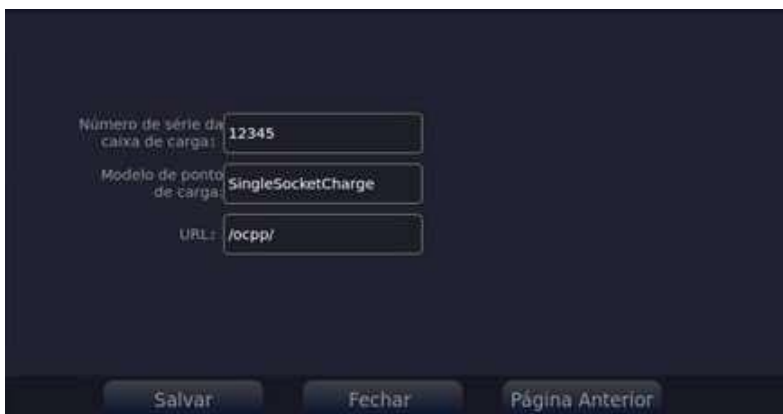 Número de série da
caixa de carga:
12345
Modelo de ponto
de carga:
SingleSocketCharge
URL:
/ocpp/
Salvar
Fechar
Página Anterior